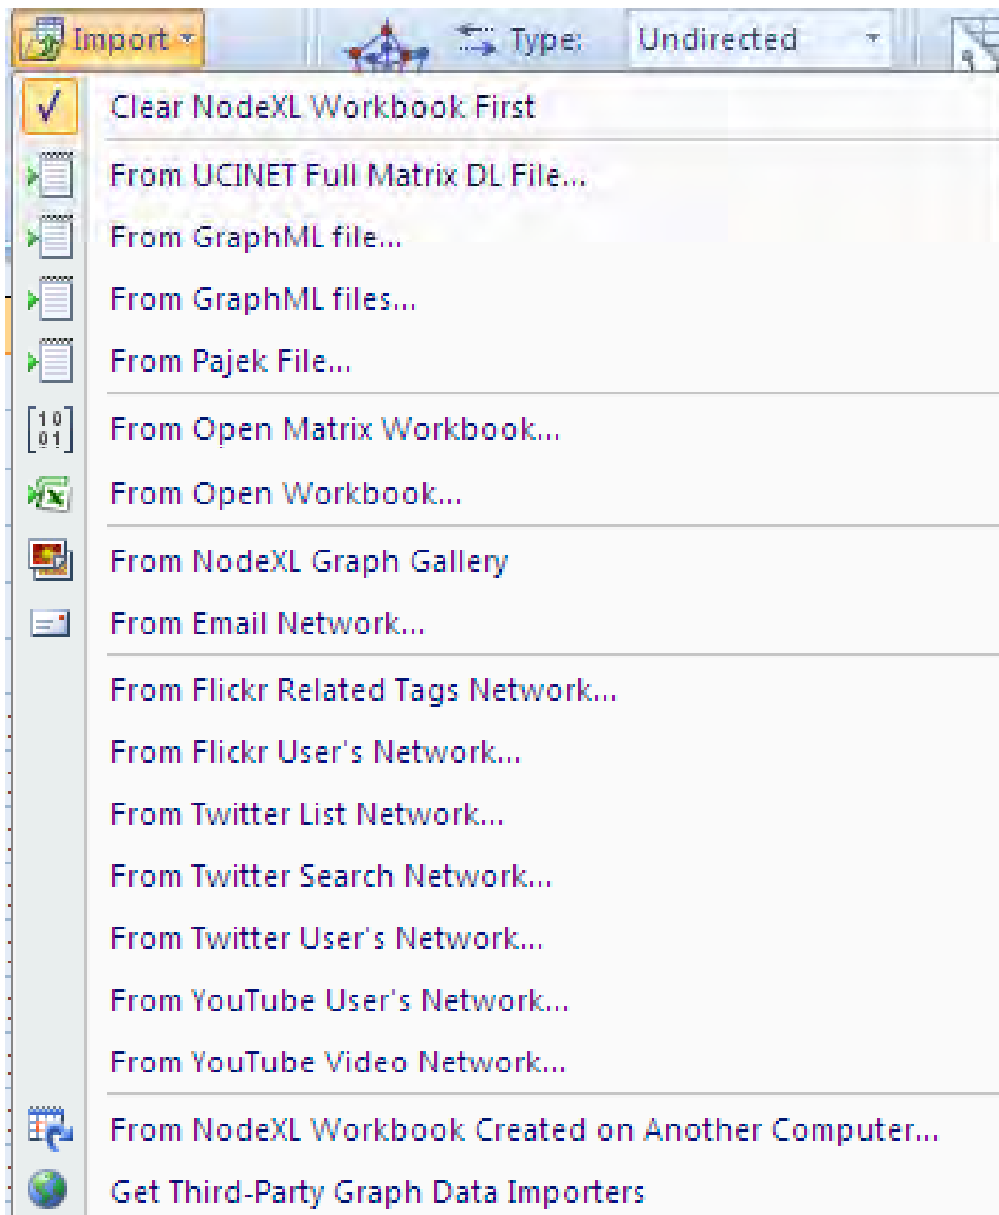 Import Type: Undirected
Clear NodeXL Workbook First
From UCINET Full Matrix DL File...
From GraphML file...
From GraphML files...
From Pajek File...
From Open Matrix Workbook...
From Open Workbook...
From NodeXL Graph Gallery
From Email Network...
From Flickr Related Tags Network...
From Flickr User's Network...
From Twitter List Network...
From Twitter Search Network...
From Twitter User's Network...
From YouTube User's Network...
From YouTube Video Network...
From NodeXL Workbook Created on Another Computer...
Get Third-Party Graph Data Importers